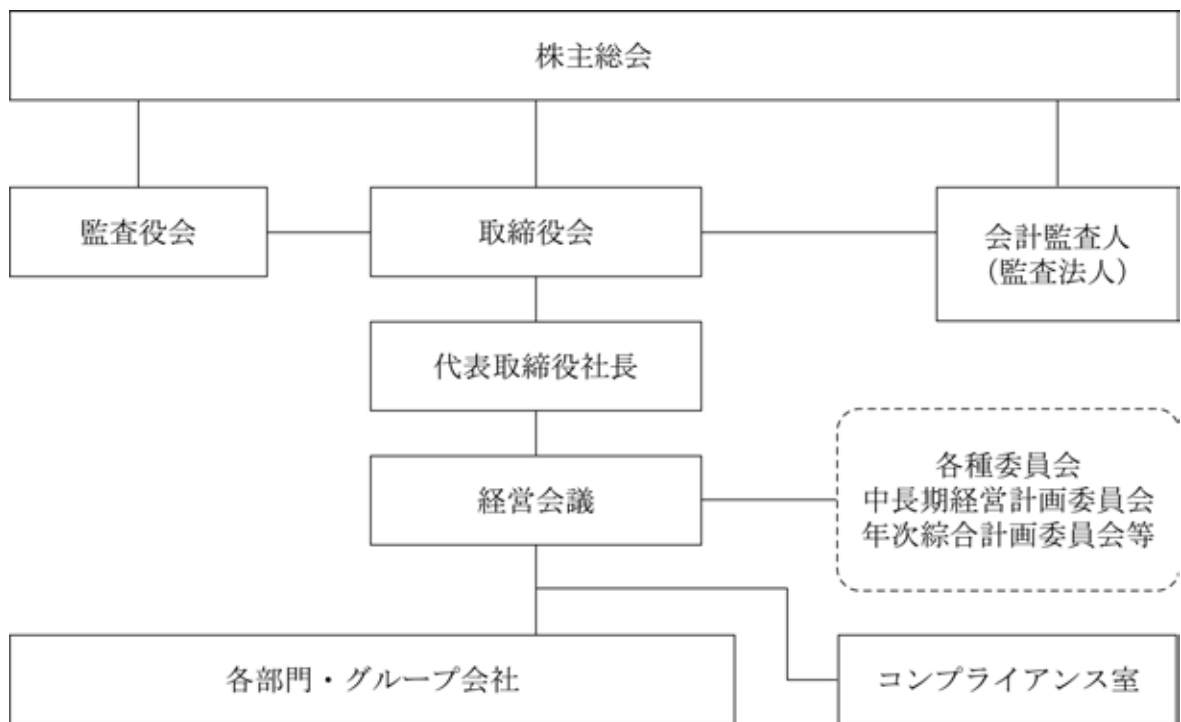 株主総会
監査役会
取締役会
会計監査人
（監査法人）
代表取締役社長
経営会議
各種委員会
中長期経営計画委員会
年次綜合計画委員会等
各部門・グループ会社
コンプライアンス室